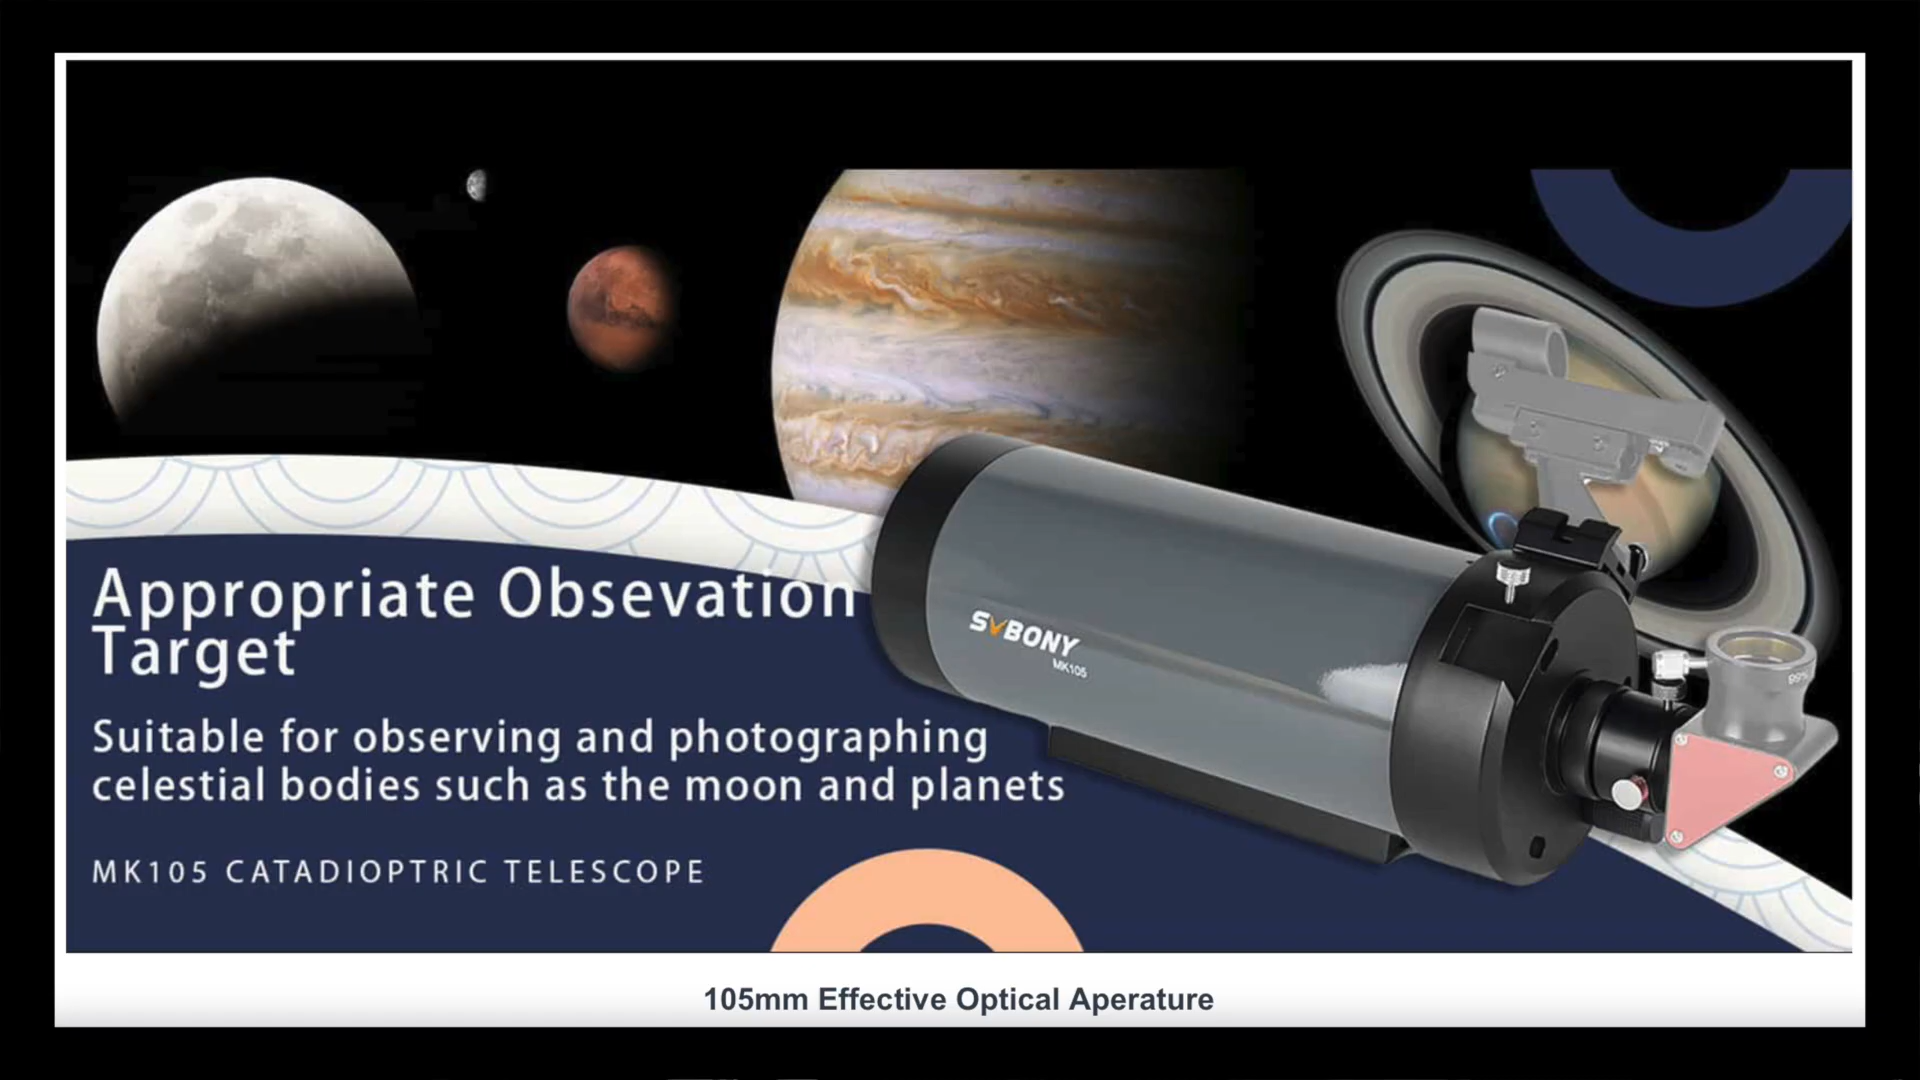 Appropriate Obsevation
Target
Suitable for observing and photographing
celestial bodies such as the moon and planets
MK105 CATADIOPTRIC TELESCOPE
SVBONY
MK105
99%
105mm Effective Optical Aperature